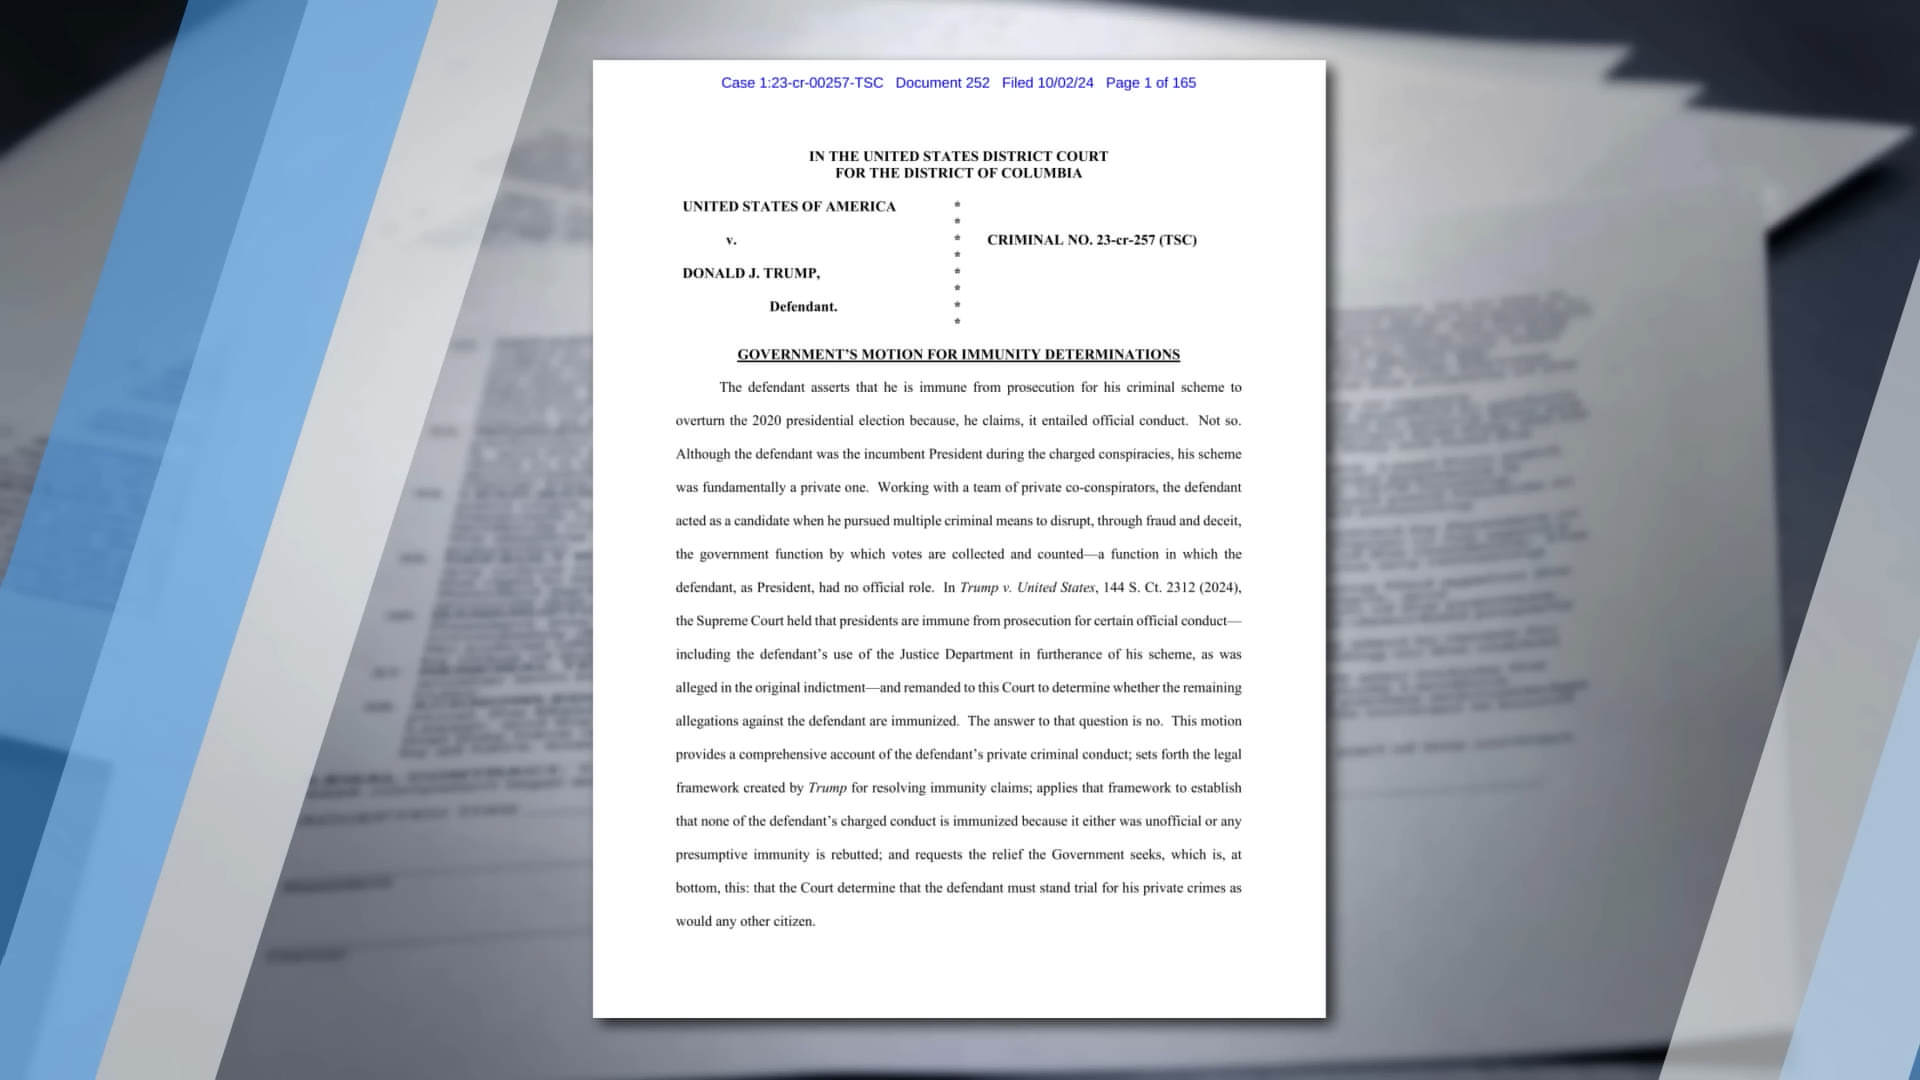 Case 1:23-cr-00257-TSC Document 252 Filed 10/02/24 Page 1 of 165
IN THE UNITED STATES DISTRICT COURT
FOR THE DISTRICT OF COLUMBIA
UNITED STATES OF AMERICA *
*
v. * CRIMINAL NO. 23-cr-257 (TSC)
*
DONALD J. TRUMP, *
*
Defendant. *
*
GOVERNMENT’S MOTION FOR IMMUNITY DETERMINATIONS
The defendant asserts that he is immune from prosecution for his criminal scheme to
overturn the 2020 presidential election because, he claims, it entailed official conduct. Not so.
Although the defendant was the incumbent President during the charged conspiracies, his scheme
was fundamentally a private one. Working with a team of private co-conspirators, the defendant
acted as a candidate when he pursued multiple criminal means to disrupt, through fraud and deceit,
the government function by which votes are collected and counted—a function in which the
defendant, as President, had no official role. In Trump v. United States, 144 S. Ct. 2312 (2024),
the Supreme Court held that presidents are immune from prosecution for certain official conduct—
including the defendant’s use of the Justice Department in furtherance of his scheme, as was
alleged in the original indictment—and remanded to this Court to determine whether the remaining
allegations against the defendant are immunized. The answer to that question is no. This motion
provides a comprehensive account of the defendant’s private criminal conduct; sets forth the legal
framework created by Trump for resolving immunity claims; applies that framework to establish
that none of the defendant’s charged conduct is immunized because it either was unofficial or any
presumptive immunity is rebutted; and requests the relief the Government seeks, which is, at
bottom, this: that the Court determine that the defendant must stand trial for his private crimes as
would any other citizen.